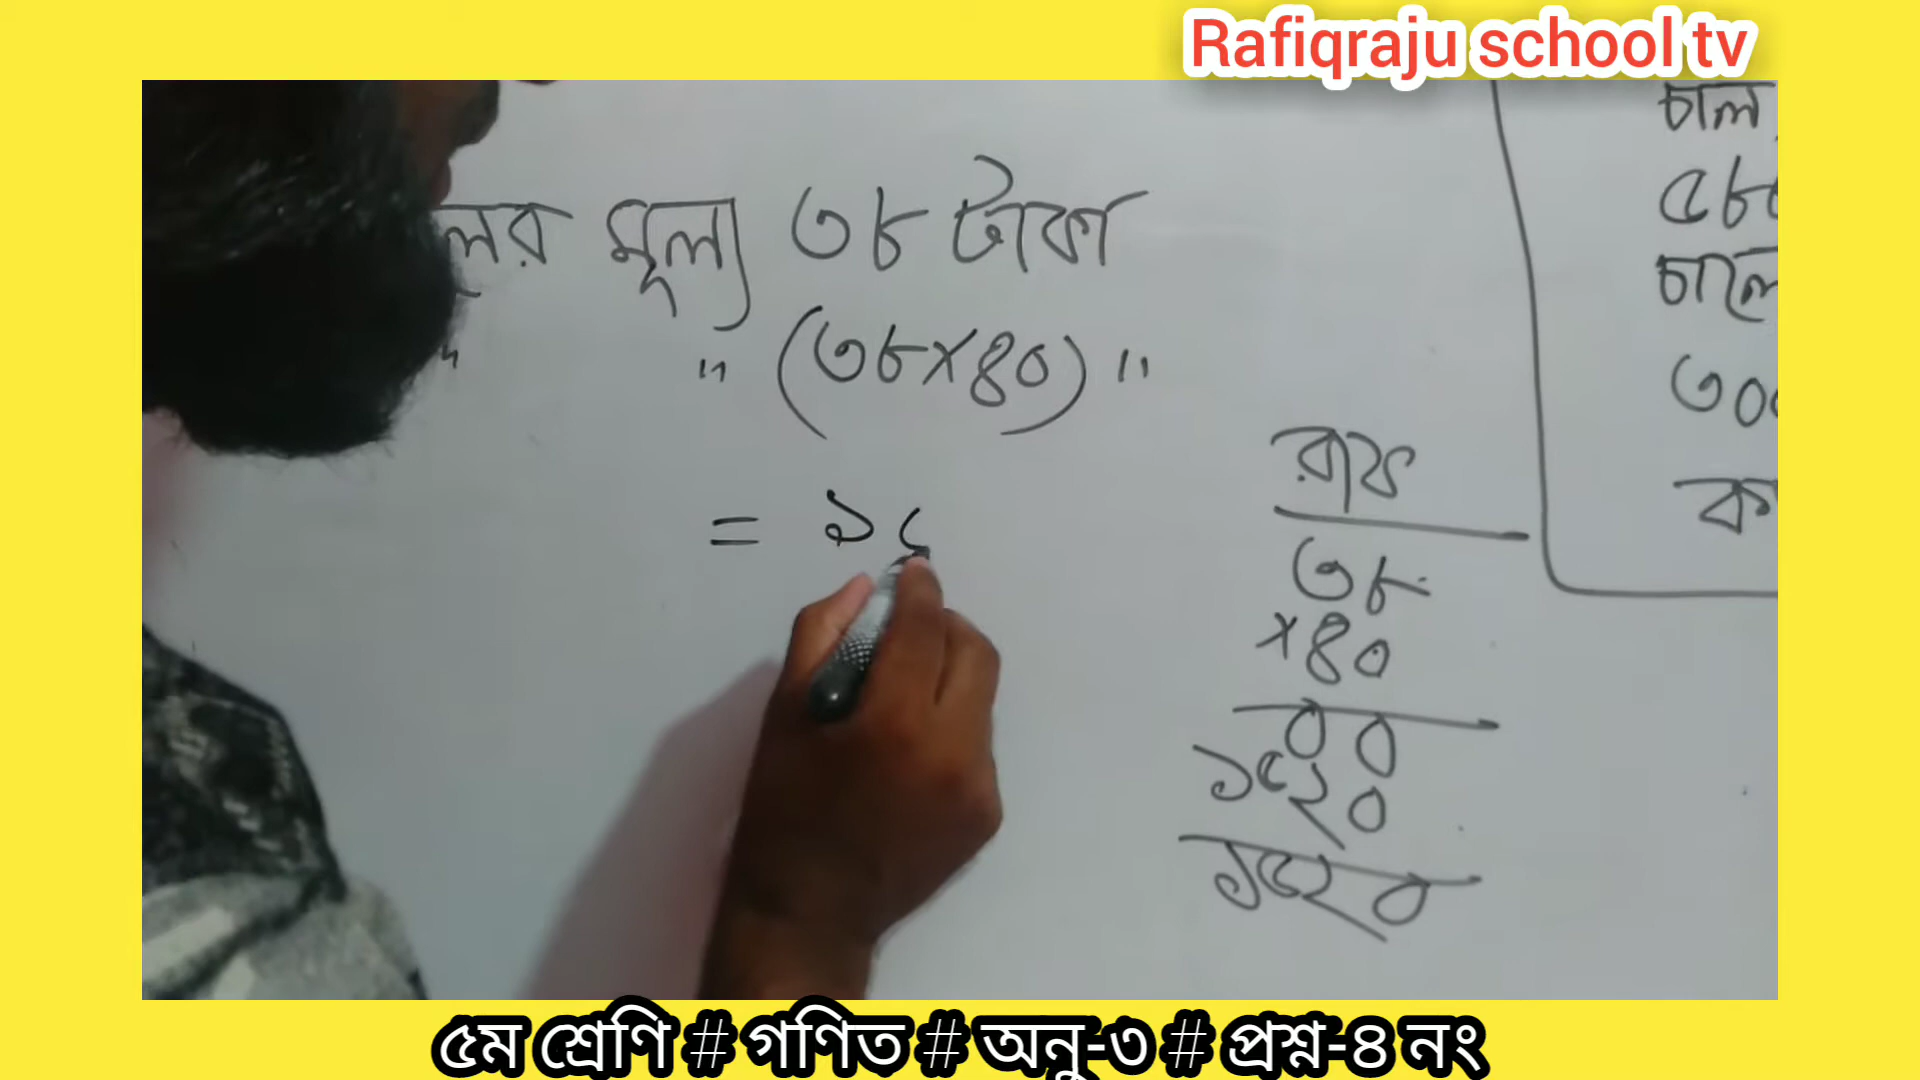 Rafiqraju school tv
লের মূল্য ৩৮ টাকা
" " (৩৮×৪০) "
= ১৫
রাফ
৩৮
×৪০
০০
১৫২০
১৫২০
চাল
৫৮
চালে
৩০
ক
৫ম শ্রেণি # গণিত # অনু-৩ # প্রশ্ন-৪ নং